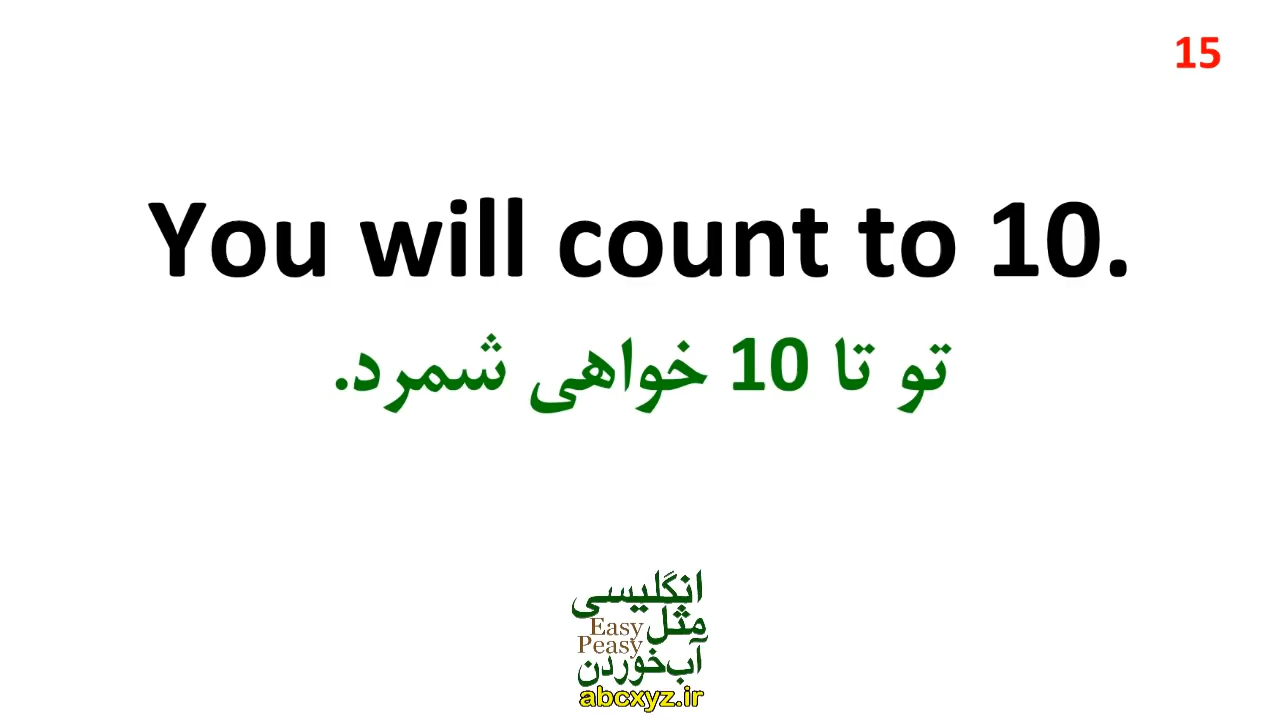 15
You will count to 10.
تو تا 10 خواهی شمرد.
انگلیسی
مثل
Easy
Peasy
آب‌خوردن
abcxyz.ir